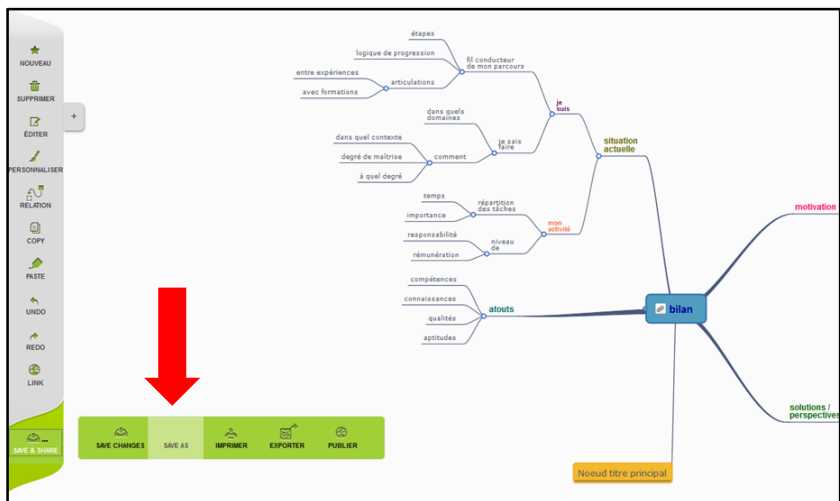 NOUVEAU
SUPPRIMER
ÉDITER
PERSONNALISER
RELATION
COPY
PASTE
UNDO
REDO
LINK
SAVE & SHARE
...
+
SAVE CHANGES
SAVE AS
IMPRIMER
EXPORTER
PUBLIER
étapes
logique de progression
fil conducteur
de mon parcours
entre expériences
avec formations
articulations
je
suis
dans quels
domaines
je sais
faire
dans quel contexte
degré de maîtrise
à quel degré
comment
situation
actuelle
temps
importance
répartition
des tâches
mon
activité
responsabilité
rémunération
niveau
de
compétences
connaissances
qualités
aptitudes
atouts
bilan
motivation
solutions /
perspectives
Noeud titre principal